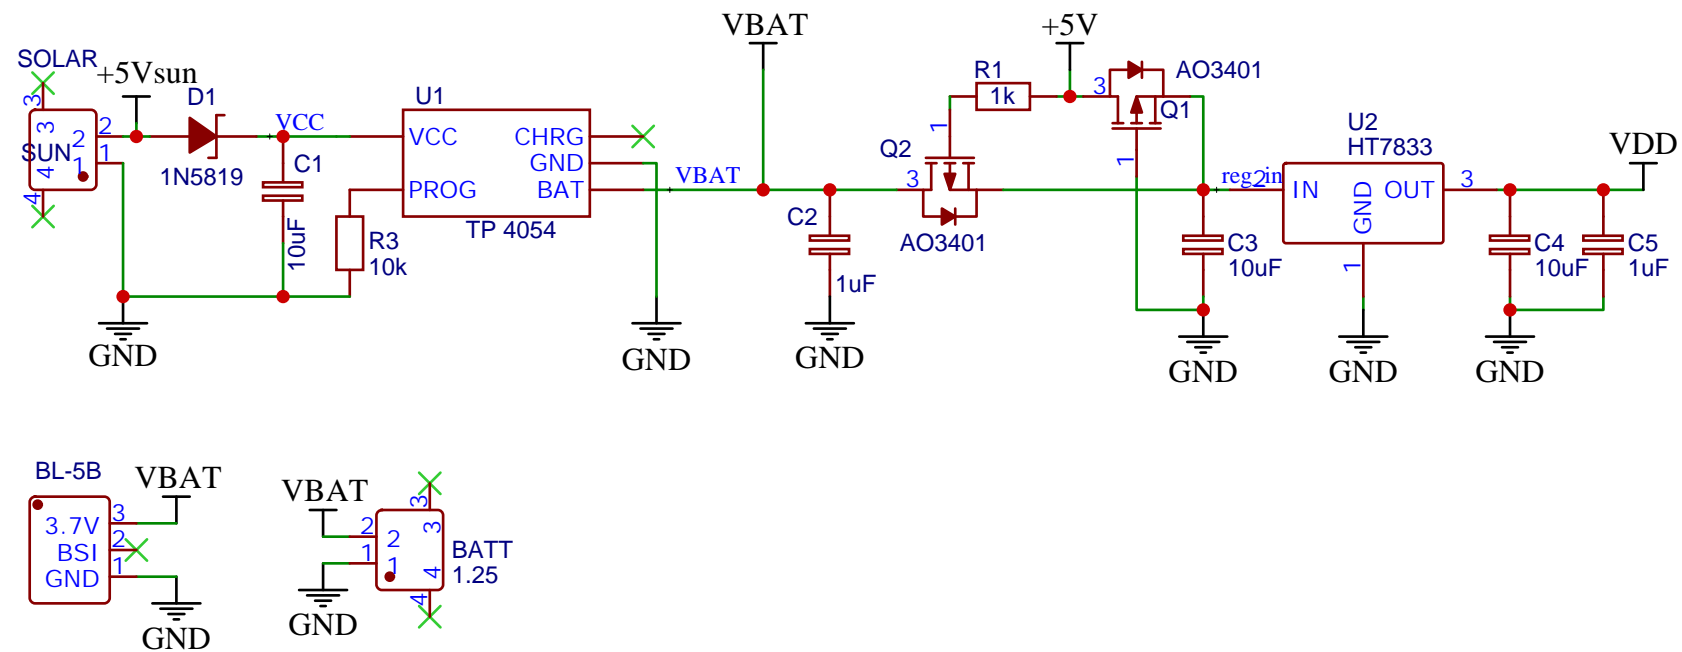 SOLAR
+5Vsun
3
3
SUN
4
4
2
1
2
1
D1
1N5819
VCC
C1
10uF
GND
R3
10k
U1
VCC
PROG
CHRG
GND
BAT
TP 4054
VBAT
GND
VBAT
C2
1uF
GND
Q2
1
3
AO3401
R1
1k
+5V
3
AO3401
Q1
1
reg_in
2
C3
10uF
GND
U2
HT7833
IN
GND
OUT
1
3
GND
VDD
C4
10uF
C5
1uF
GND
BL-5B
VBAT
3.7V
BSI
GND
3
2
1
GND
VBAT
2
1
2
1
3
3
4
4
BATT
1.25
GND